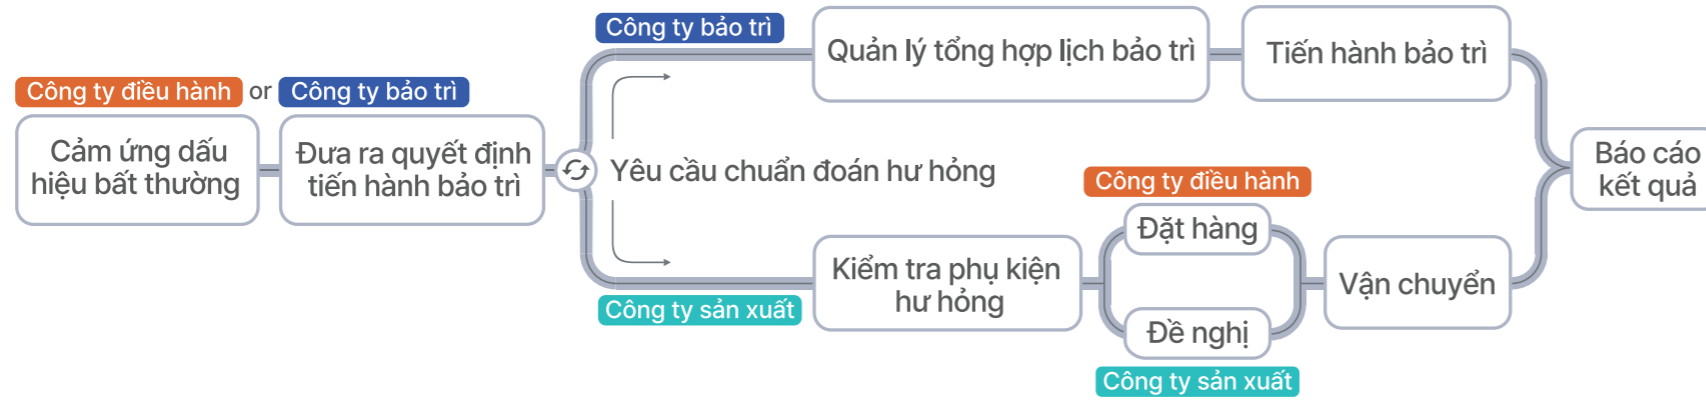 Công ty điều hành or Công ty bảo trì
Cảm ứng dấu
hiệu bất thường
Đưa ra quyết định
tiến hành bảo trì
Yêu cầu chuẩn đoán hư hỏng
Công ty bảo trì
Quản lý tổng hợp lịch bảo trì
Tiến hành bảo trì
Công ty sản xuất
Kiểm tra phụ kiện
hư hỏng
Công ty điều hành
Đặt hàng
Đề nghị
Công ty sản xuất
Vận chuyển
Báo cáo
kết quả